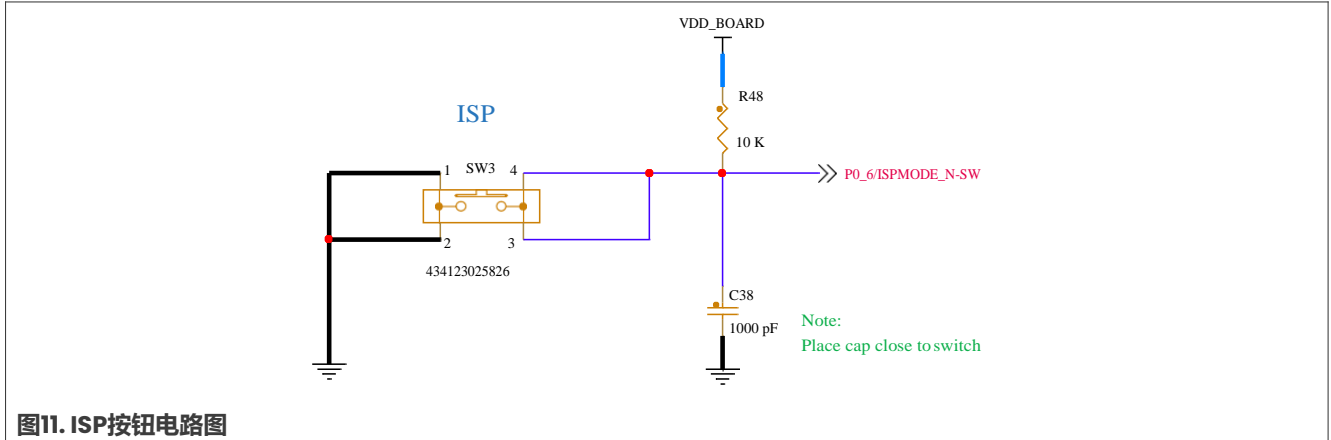 VDD_BOARD
R48
10 K
ISP
1 SW3 4
2 3
434123025826
P0_6/ISPMODE_N-SW
C38
1000 pF
Note:
Place cap close to switch
图11. ISP按钮电路图